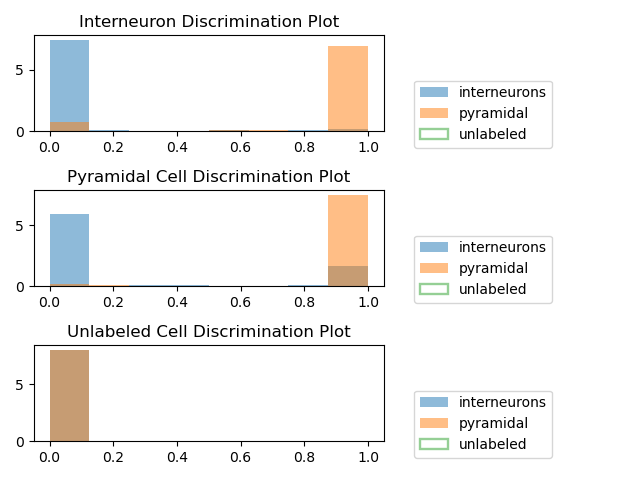 Interneuron Discrimination Plot
5
0
0.0 0.2 0.4 0.6 0.8 1.0
interneurons
pyramidal
unlabeled
Pyramidal Cell Discrimination Plot
5
0
0.0 0.2 0.4 0.6 0.8 1.0
interneurons
pyramidal
unlabeled
Unlabeled Cell Discrimination Plot
5
0
0.0 0.2 0.4 0.6 0.8 1.0
interneurons
pyramidal
unlabeled